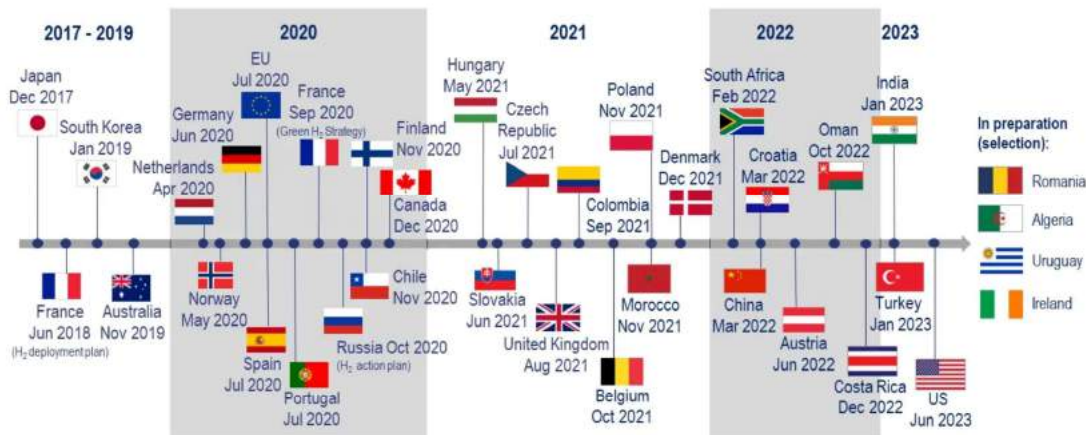 2017 - 2019
2020
2021
2022
2023
Japan
Dec 2017
South Korea
Jan 2019
France
Jun 2018
(H₂ deployment plan)
Australia
Nov 2019
Germany
Jun 2020
Netherlands
Apr 2020
EU
Jul 2020
France
Sep 2020
(Green H₂ Strategy)
Finland
Nov 2020
Canada
Dec 2020
Norway
May 2020
Spain
Jul 2020
Portugal
Jul 2020
Chile
Nov 2020
Russia Oct 2020
(H₂ action plan)
Hungary
May 2021
Czech
Republic
Jul 2021
Colombia
Sep 2021
Poland
Nov 2021
Denmark
Dec 2021
Slovakia
Jun 2021
United Kingdom
Aug 2021
Belgium
Oct 2021
Morocco
Nov 2021
South Africa
Feb 2022
Croatia
Mar 2022
Oman
Oct 2022
China
Mar 2022
Austria
Jun 2022
Costa Rica
Dec 2022
India
Jan 2023
Turkey
Jan 2023
US
Jun 2023
In preparation
(selection):
Romania
Algeria
Uruguay
Ireland